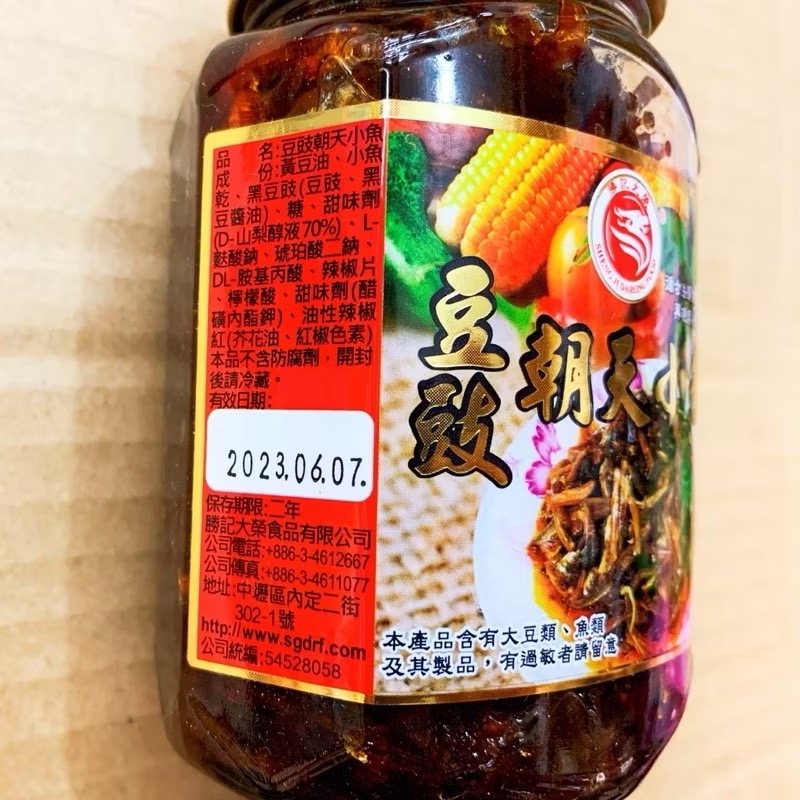 品 名:豆豉朝天小魚
成 份:黃豆油、小魚
乾、黑豆豉(豆豉、黑
豆醬油)、糖、甜味劑
(D-山梨醇液70%)、L-
麩酸鈉、琥珀酸二鈉、
DL-胺基丙酸、辣椒片
、檸檬酸、甜味劑(醋
磺內酯鉀)、油性辣椒
紅(芥花油、紅椒色素)
本品不含防腐劑，開封
後請冷藏。
有效日期:
2023.06.07.
保存期限:二年
勝記大榮食品有限公司
公司電話:+886-3-4612667
公司傳真:+886-3-4611077
地址:中壢區內定二街
302-1號
http://www.sgdrf.com
公司統編:54528058
豆豉
朝天小
本產品含有大豆類、魚類
及其製品，有過敏者請留意